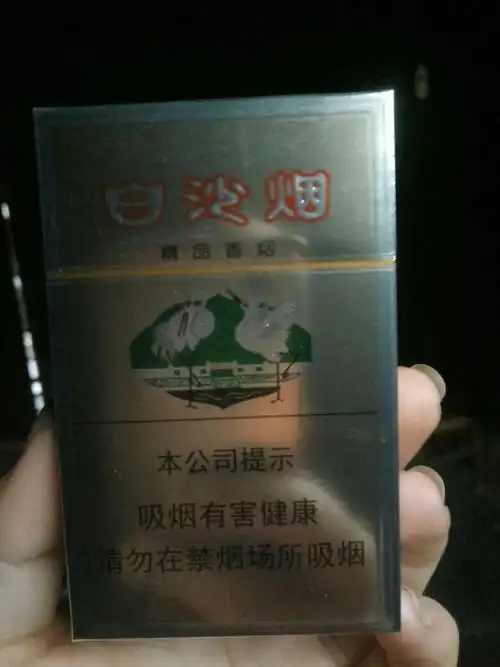 白沙烟
精品香烟
本公司提示
吸烟有害健康
请勿在禁烟场所吸烟